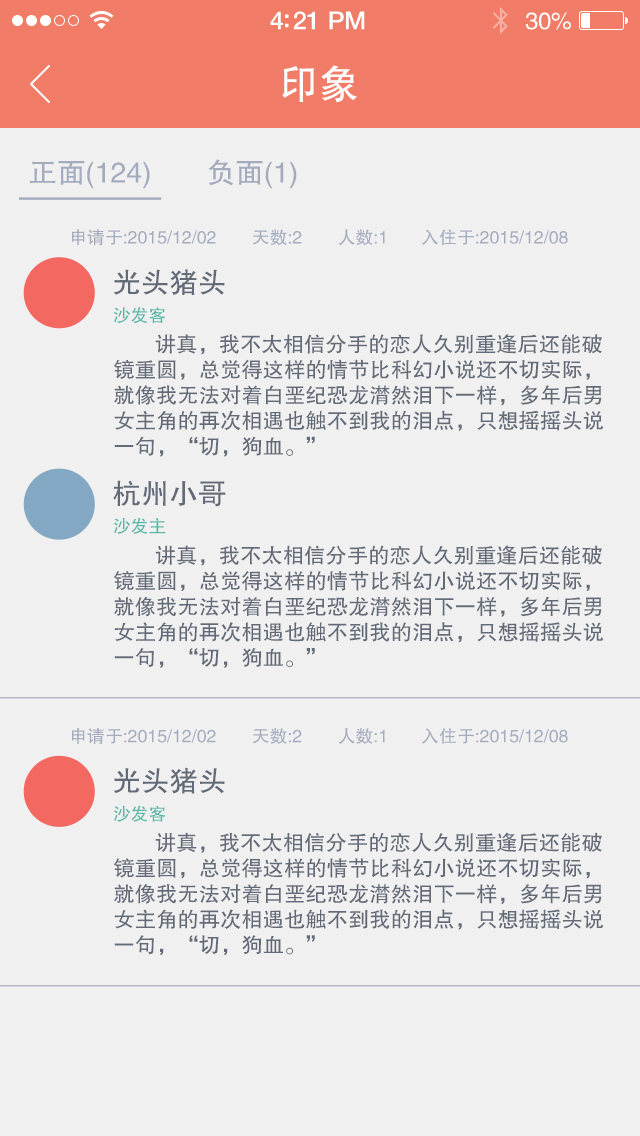 4:21 PM 30%
印象
正面(124) 负面(1)
申请于:2015/12/02 天数:2 人数:1 入住于:2015/12/08
光头猪头
沙发客
讲真，我不太相信分手的恋人久别重逢后还能破
镜重圆，总觉得这样的情节比科幻小说还不切实际，
就像我无法对着白垩纪恐龙潸然泪下一样，多年后男
女主角的再次相遇也触不到我的泪点，只想摇摇头说
一句，“切，狗血。”
杭州小哥
沙发主
讲真，我不太相信分手的恋人久别重逢后还能破
镜重圆，总觉得这样的情节比科幻小说还不切实际，
就像我无法对着白垩纪恐龙潸然泪下一样，多年后男
女主角的再次相遇也触不到我的泪点，只想摇摇头说
一句，“切，狗血。”
申请于:2015/12/02 天数:2 人数:1 入住于:2015/12/08
光头猪头
沙发客
讲真，我不太相信分手的恋人久别重逢后还能破
镜重圆，总觉得这样的情节比科幻小说还不切实际，
就像我无法对着白垩纪恐龙潸然泪下一样，多年后男
女主角的再次相遇也触不到我的泪点，只想摇摇头说
一句，“切，狗血。”